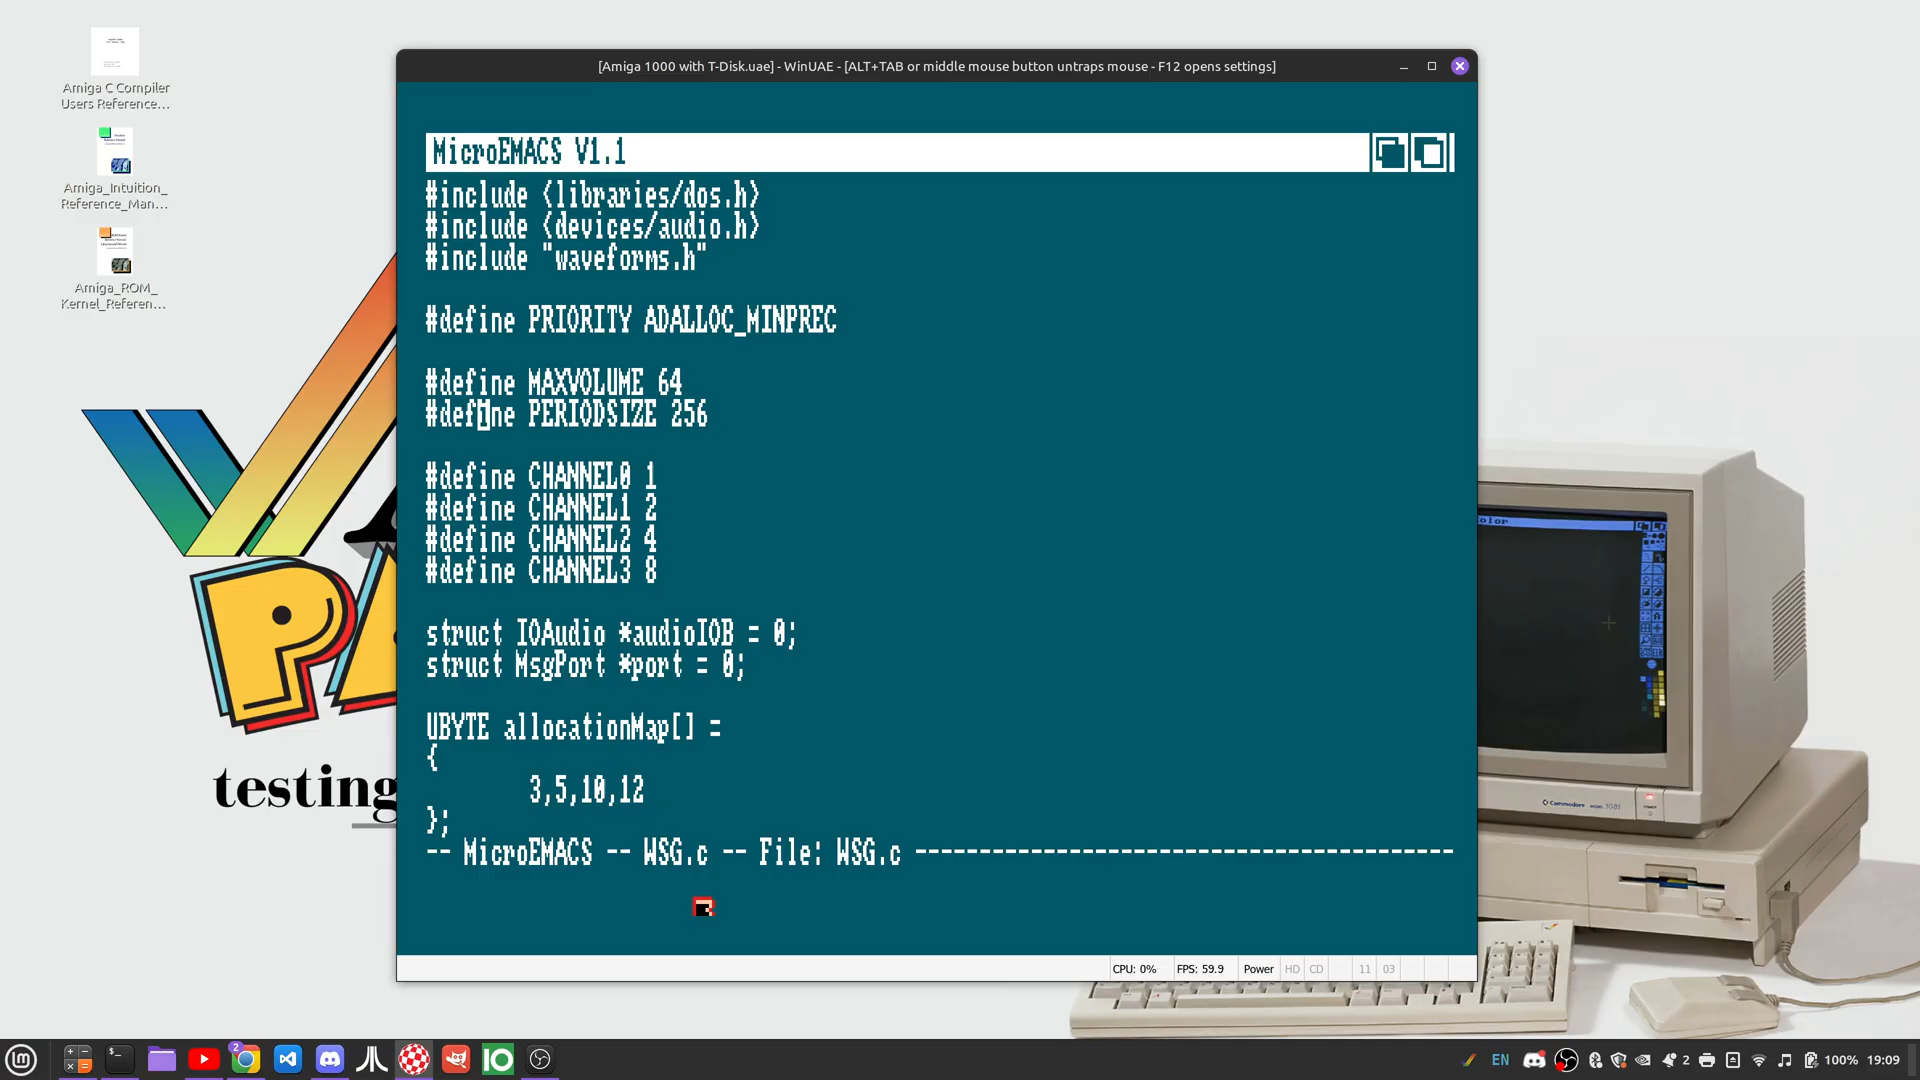 Amiga C Compiler
Users Reference...
Amiga_Intuition_
Reference_Man...
Amiga_ROM_
Kernel_Referen...
testing
[Amiga 1000 with T-Disk.uae] - WinUAE - [ALT+TAB or middle mouse button untraps mouse - F12 opens settings]
MicroEMACS V1.1
#include <libraries/dos.h>
#include <devices/audio.h>
#include "waveforms.h"
#define PRIORITY ADALLOC_MINPREC
#define MAXVOLUME 64
#define PERIODSIZE 256
#define CHANNEL0 1
#define CHANNEL1 2
#define CHANNEL2 4
#define CHANNEL3 8
struct IOAudio *audioIOB = 0;
struct MsgPort *port = 0;
UBYTE allocationMap[] =
{
3,5,10,12
};
-- MicroEMACS -- WSG.c -- File: WSG.c ------------------------------------------
CPU: 0%
FPS: 59.9
Power
HD
CD
11
03
olor
Commodore
1081
2
EN
2
100%
19:09